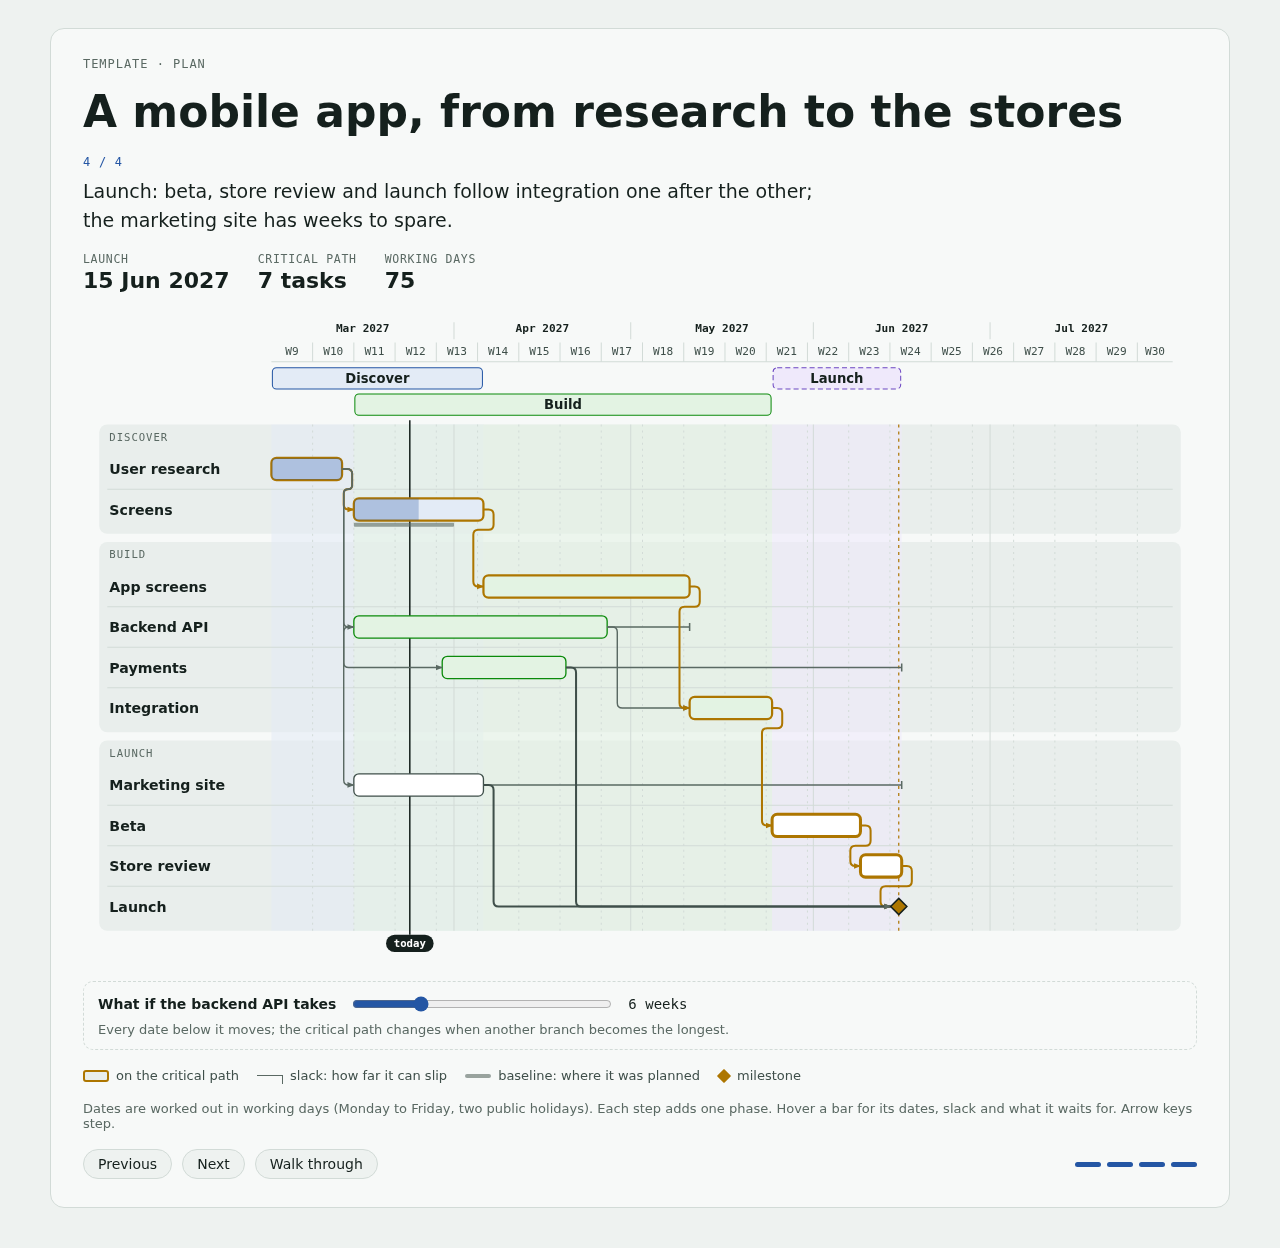 TEMPLATE · PLAN
A mobile app, from research to the stores
4 / 4
Launch: beta, store review and launch follow integration one after the other;
the marketing site has weeks to spare.
LAUNCH CRITICAL PATH WORKING DAYS
15 Jun 2027 7 tasks 75
Mar 2027 Apr 2027 May 2027 Jun 2027 Jul 2027
W9 W10 W11 W12 W13 W14 W15 W16 W17 W18 W19 W20 W21 W22 W23 W24 W25 W26 W27 W28 W29 W30
Discover Launch
Build
DISCOVER
User research
Screens
BUILD
App screens
Backend API
Payments
Integration
LAUNCH
Marketing site
Beta
Store review
Launch
today
What if the backend API takes 6 weeks
Every date below it moves; the critical path changes when another branch becomes the longest.
on the critical path slack: how far it can slip baseline: where it was planned milestone
Dates are worked out in working days (Monday to Friday, two public holidays). Each step adds one phase. Hover a bar for its dates, slack and what it waits for. Arrow keys
step.
Previous Next Walk through